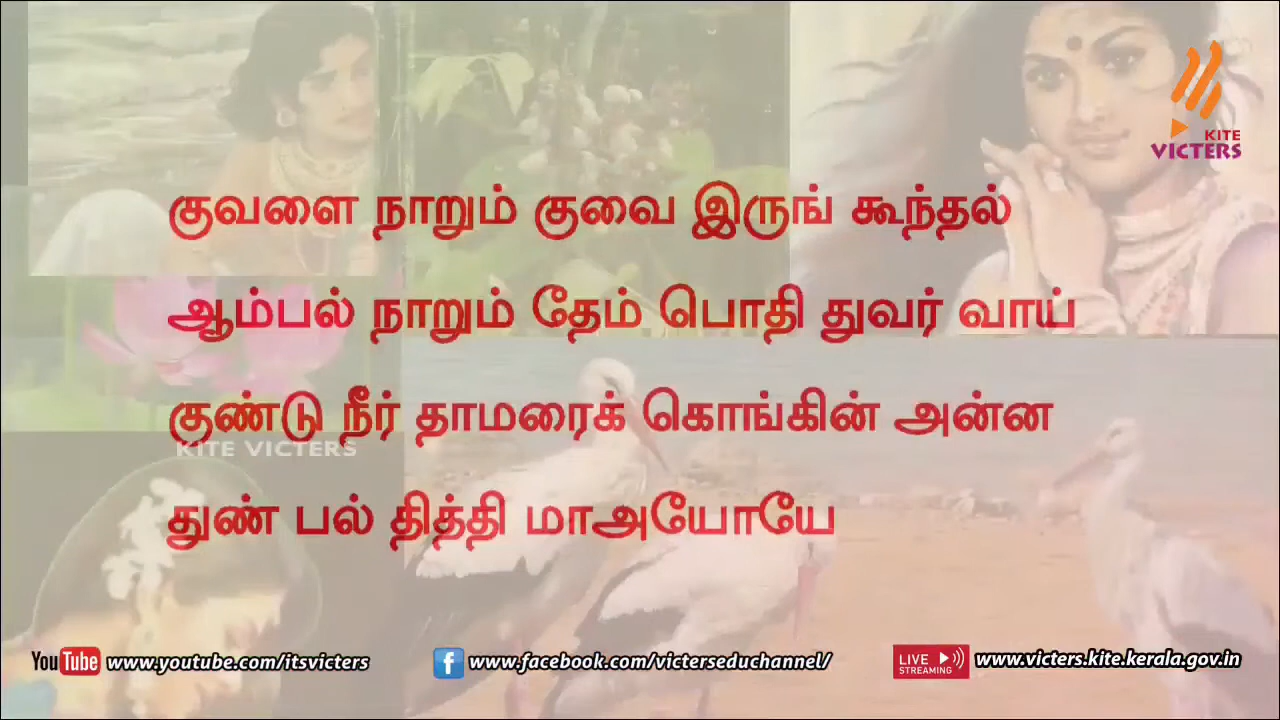 KITE
VICTERS
குவளை நாறும் குவை இருங் கூந்தல்
ஆம்பல் நாறும் தேம் பொதி துவர் வாய்
குண்டு நீர் தாமரைக் கொங்கின் அன்ன
KITE VICTERS
துண் பல் தித்தி மாஅயோயே
YouTube www.youtube.com/itsvicters
f www.facebook.com/victerseduchannel/
LIVE STREAMING www.victers.kite.kerala.gov.in